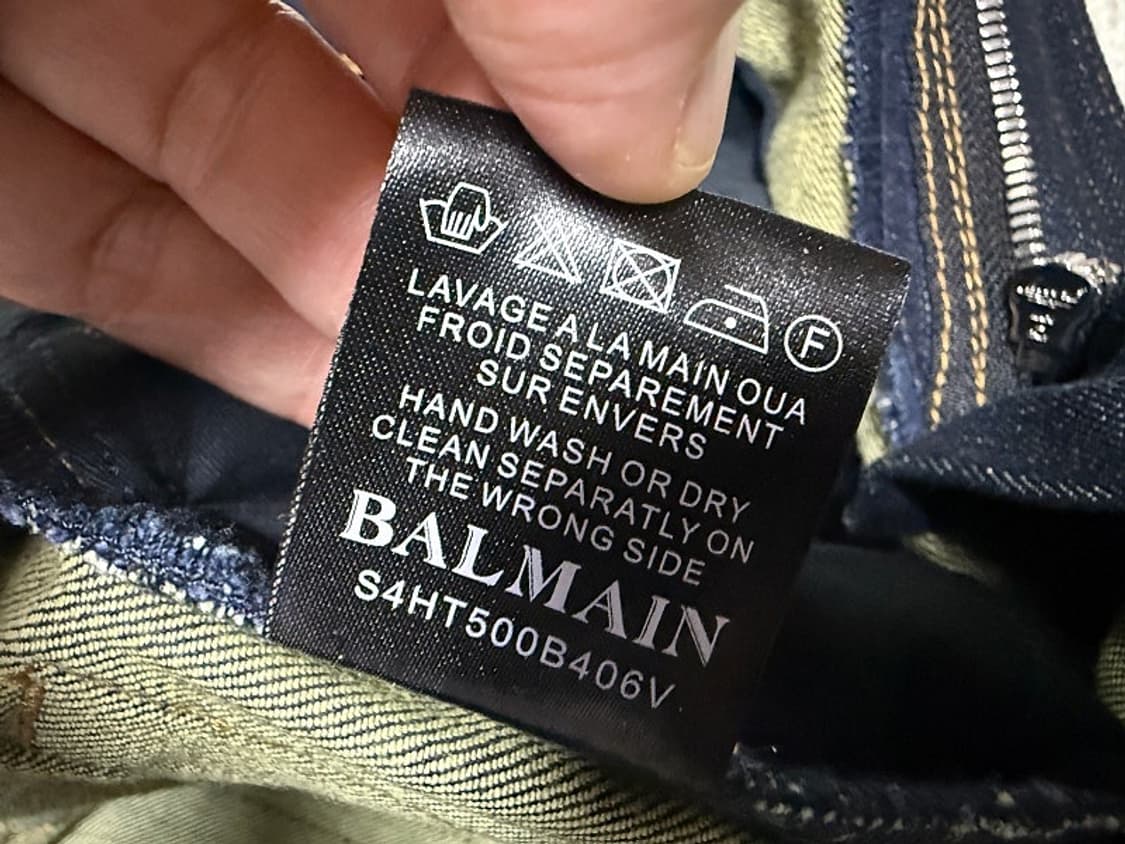 F
LAVAGE A LA MAIN OUA
FROID SEPAREMENT
SUR ENVERS
HAND WASH OR DRY
CLEAN SEPARATLY ON
THE WRONG SIDE
BALMAIN
S4HT500B406V